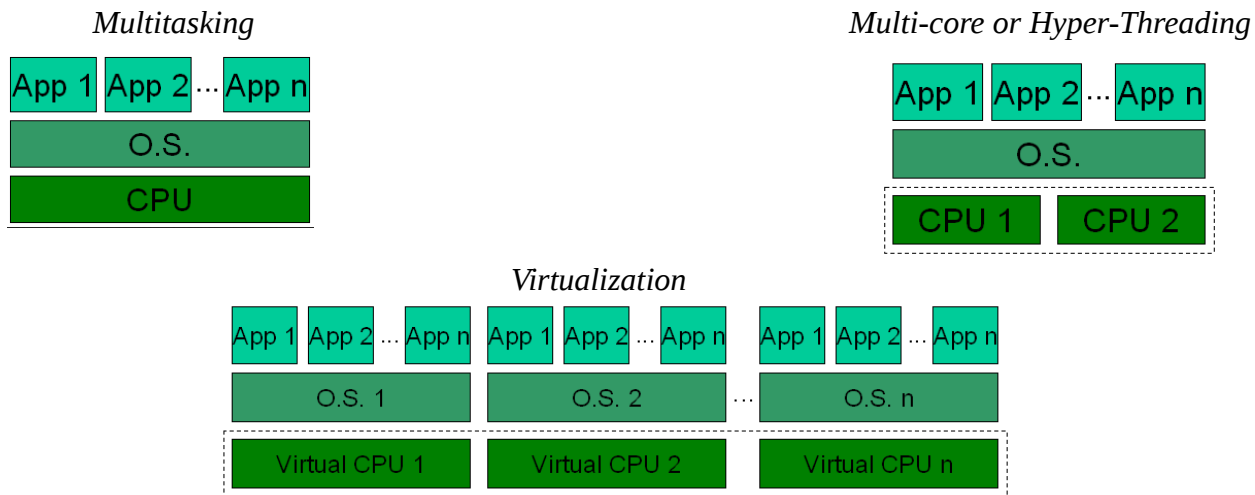 Multitasking
App 1 App 2 ... App n
O.S.
CPU
Multi-core or Hyper-Threading
App 1 App 2 ... App n
O.S.
CPU 1 CPU 2
Virtualization
App 1 App 2 ... App n App 1 App 2 ... App n App 1 App 2 ... App n
O.S. 1 O.S. 2 ... O.S. n
Virtual CPU 1 Virtual CPU 2 Virtual CPU n